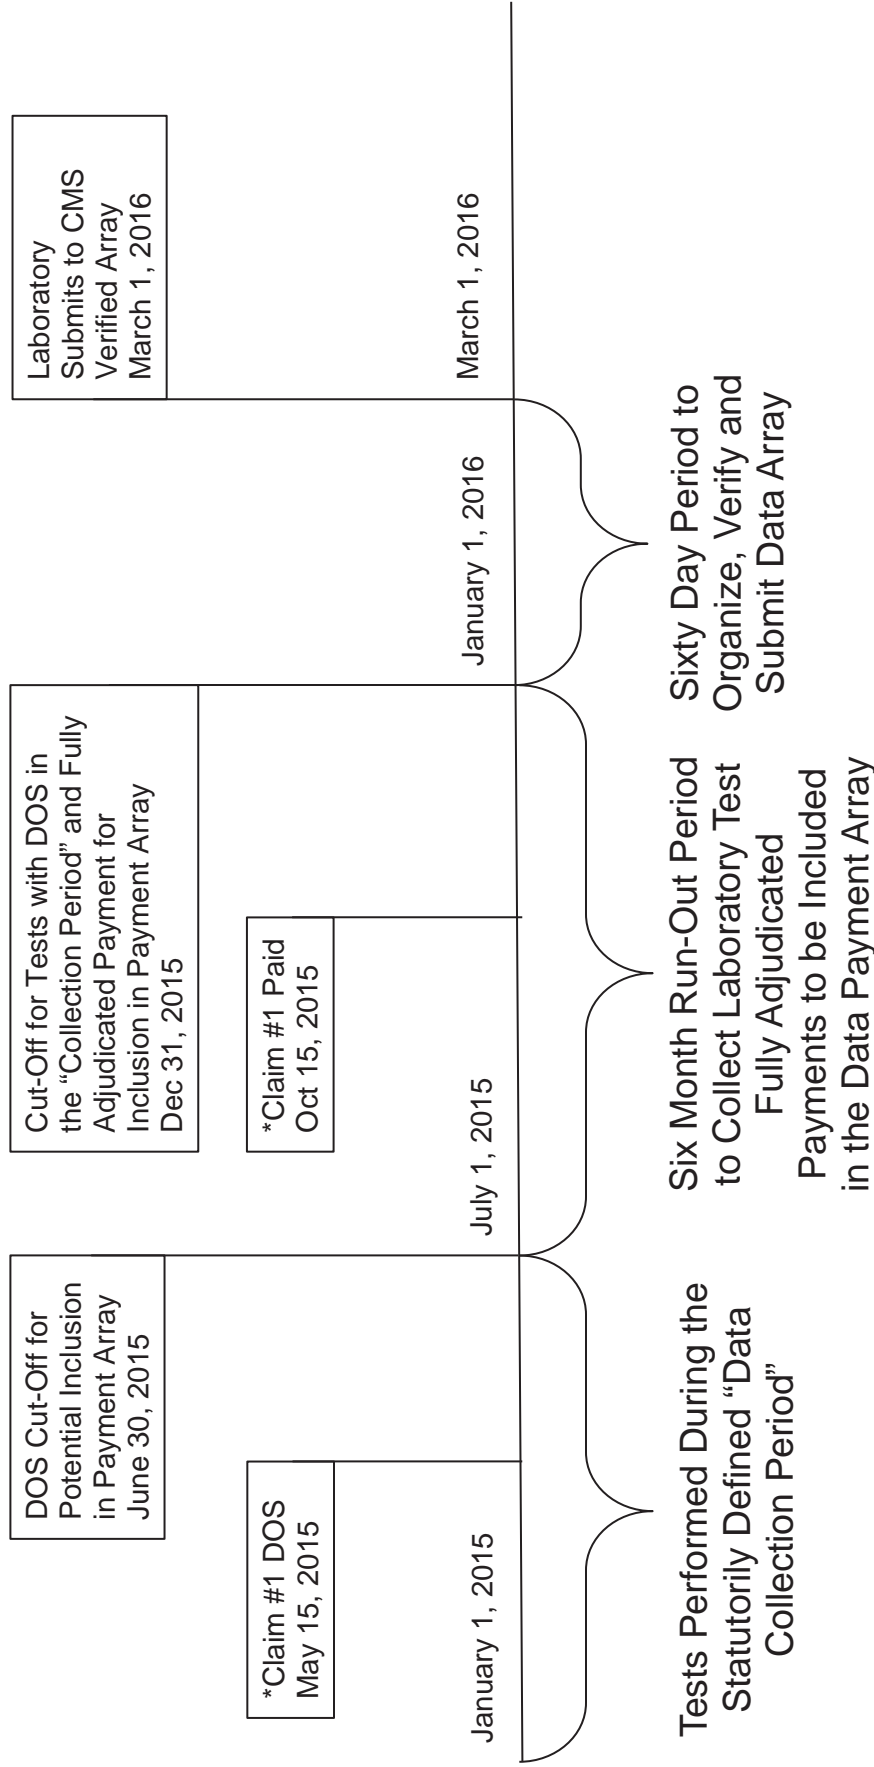 DOS Cut-Off for
Potential Inclusion
in Payment Array
June 30, 2015
Cut-Off for Tests with DOS in
the “Collection Period” and Fully
Adjudicated Payment for
Inclusion in Payment Array
Dec 31, 2015
Laboratory
Submits to CMS
Verified Array
March 1, 2016
*Claim #1 DOS
May 15, 2015
*Claim #1 Paid
Oct 15, 2015
January 1, 2015
July 1, 2015
January 1, 2016
March 1, 2016
Tests Performed During the
Statutorily Defined “Data
Collection Period”
Six Month Run-Out Period
to Collect Laboratory Test
Fully Adjudicated
Payments to be Included
in the Data Payment Array
Sixty Day Period to
Organize, Verify and
Submit Data Array